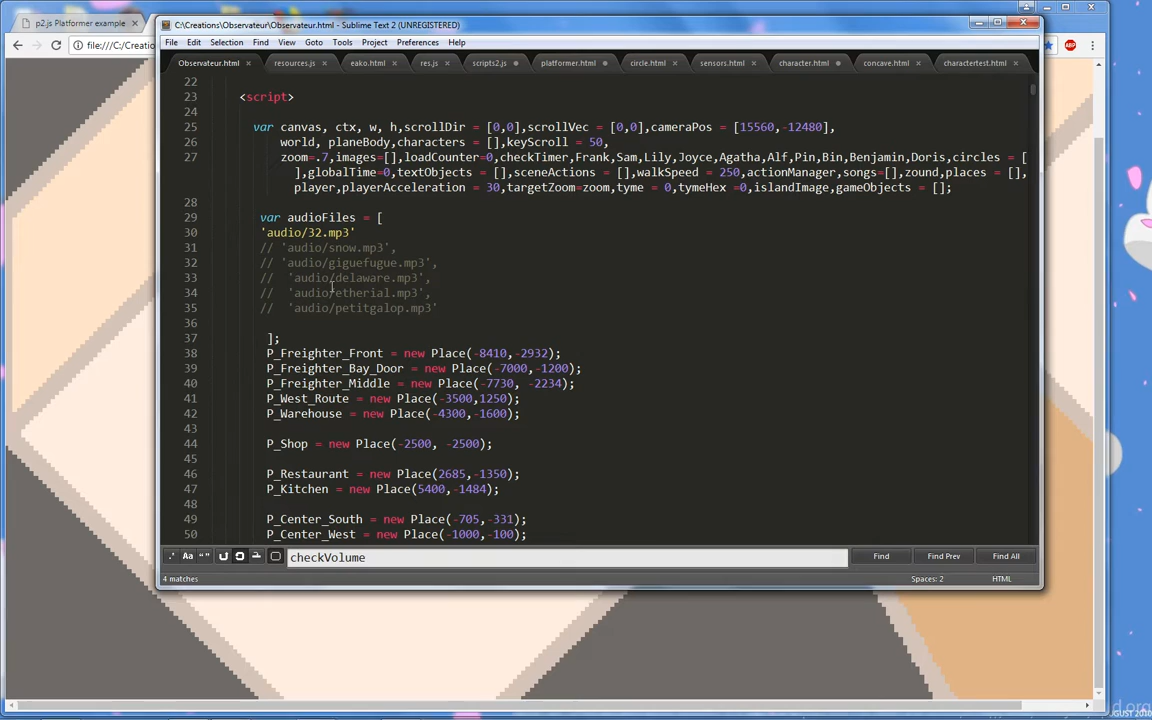 p2.js Platformer example
file:///C:/Creatio
C:\Creations\Observateur\Observateur.html - Sublime Text 2 (UNREGISTERED)
File Edit Selection Find View Goto Tools Project Preferences Help
Observateur.html resources.js eako.html res.js scripts2.js platformer.html circle.html sensors.html character.html concave.html charactertest.html
22
23 <script>
24
25 var canvas, ctx, w, h,scrollDir = [0,0],scrollVec = [0,0],cameraPos = [15560,-12480],
26 world, planeBody,characters = [],keyScroll = 50,
27 zoom=.7,images=[],loadCounter=0,checkTimer,Frank,Sam,Lily,Joyce,Agatha,Alf,Pin,Bin,Benjamin,Doris,circles = [
],globalTime=0,textObjects = [],sceneActions = [],walkSpeed = 250,actionManager,songs=[],zound,places = [],
player,playerAcceleration = 30,targetZoom=zoom,tyme = 0,tymeHex =0,islandImage,gameObjects = [];
28
29 var audioFiles = [
30 'audio/32.mp3'
31 // 'audio/snow.mp3',
32 // 'audio/giguefugue.mp3',
33 // 'audio/delaware.mp3',
34 // 'audio/etherial.mp3',
35 // 'audio/petitgalop.mp3'
36
37 ];
38 P_Freighter_Front = new Place(-8410,-2932);
39 P_Freighter_Bay_Door = new Place(-7000,-1200);
40 P_Freighter_Middle = new Place(-7730, -2234);
41 P_West_Route = new Place(-3500,1250);
42 P_Warehouse = new Place(-4300,-1600);
43
44 P_Shop = new Place(-2500, -2500);
45
46 P_Restaurant = new Place(2685,-1350);
47 P_Kitchen = new Place(5400,-1484);
48
49 P_Center_South = new Place(-705,-331);
50 P_Center_West = new Place(-1000,-100);
.* Aa “” checkVolume Find Find Prev Find All
4 matches Spaces: 2 HTML